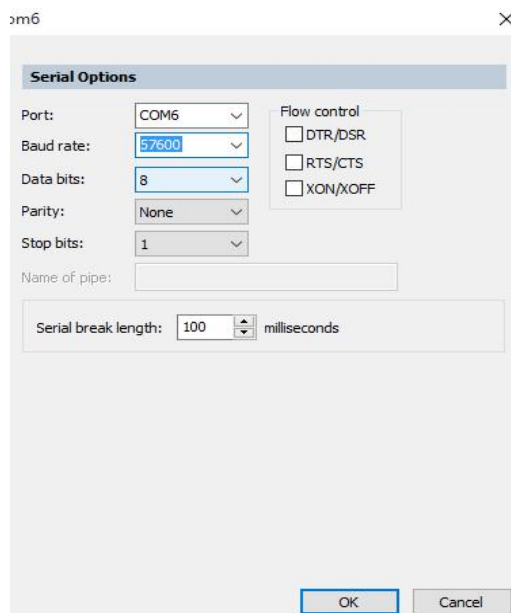 om6
Serial Options
Port: COM6
Baud rate: 57600
Data bits: 8
Parity: None
Stop bits: 1
Name of pipe:
Flow control
DTR/DSR
RTS/CTS
XON/XOFF
Serial break length: 100 milliseconds
OK Cancel